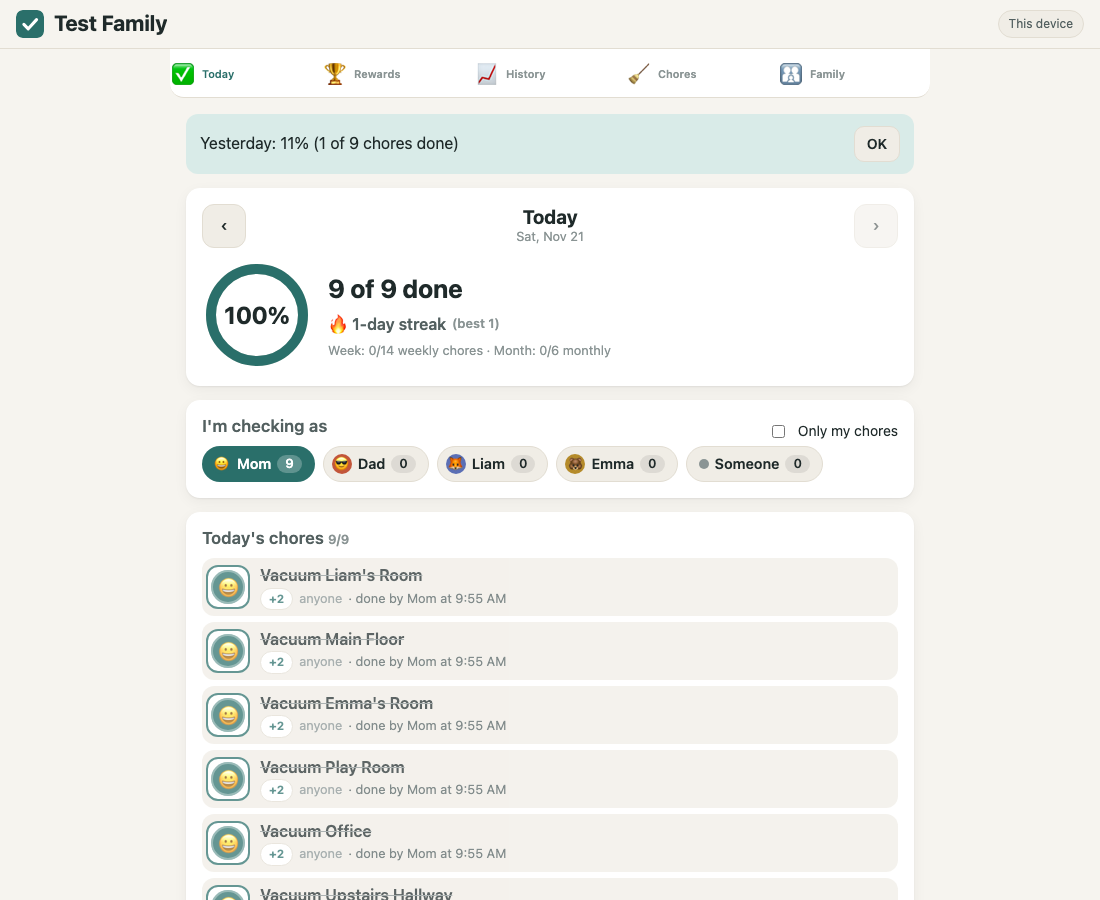 Test Family
This device
Today
Rewards
History
Chores
Family
Yesterday: 11% (1 of 9 chores done)
OK
‹
Today
›
Sat, Nov 21
100%
9 of 9 done
🔥 1-day streak (best 1)
Week: 0/14 weekly chores · Month: 0/6 monthly
I'm checking as
Only my chores
Mom 9
Dad 0
Liam 0
Emma 0
Someone 0
Today's chores 9/9
Vacuum Liam's Room
+2 anyone · done by Mom at 9:55 AM
Vacuum Main Floor
+2 anyone · done by Mom at 9:55 AM
Vacuum Emma's Room
+2 anyone · done by Mom at 9:55 AM
Vacuum Play Room
+2 anyone · done by Mom at 9:55 AM
Vacuum Office
+2 anyone · done by Mom at 9:55 AM
Vacuum Upstairs Hallway